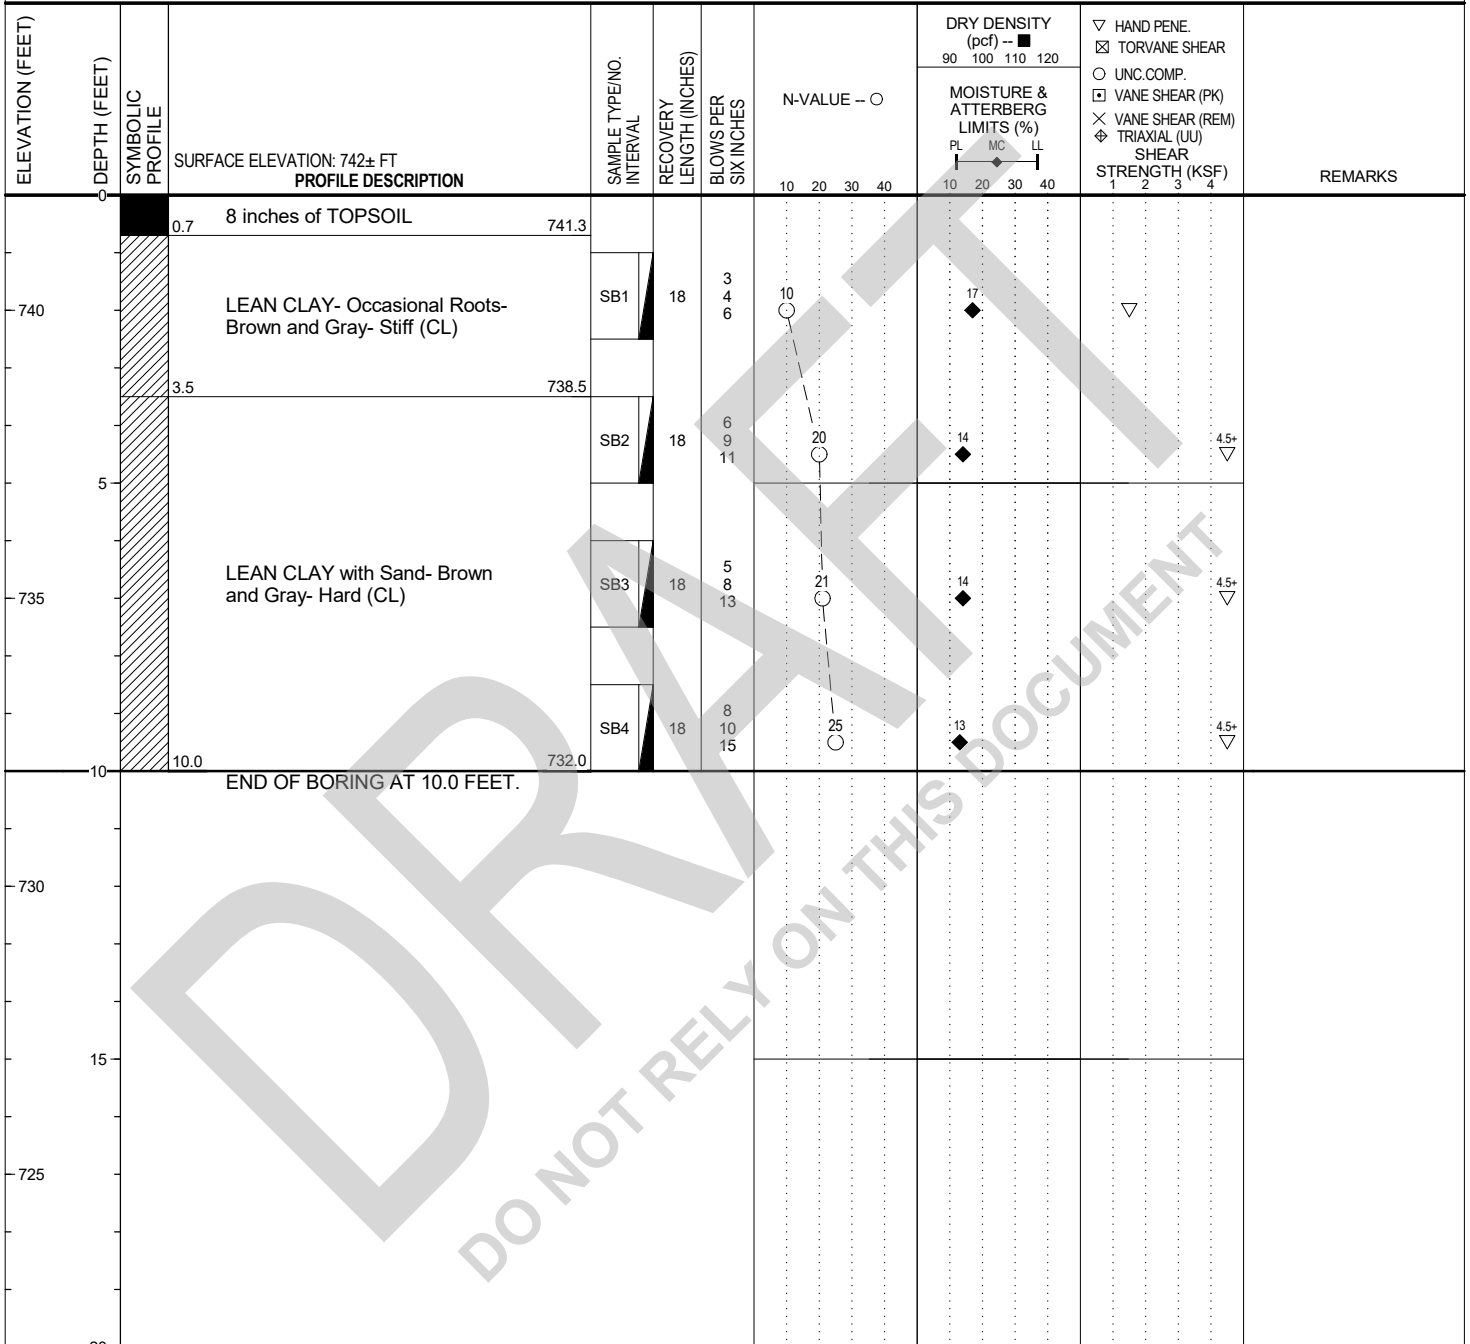 ELEVATION (FEET)
DEPTH (FEET)
SYMBOLIC
PROFILE
SURFACE ELEVATION: 742± FT
PROFILE DESCRIPTION
SAMPLE TYPE/NO.
INTERVAL
RECOVERY
LENGTH (INCHES)
BLOWS PER
SIX INCHES
N-VALUE -- O
10 20 30 40
DRY DENSITY
(pcf) -- ■
90 100 110 120
MOISTURE &
ATTERBERG
LIMITS (%)
PL MC LL
10 20 30 40
▽ HAND PENE.
⊠ TORVANE SHEAR
○ UNC.COMP.
⊡ VANE SHEAR (PK)
✕ VANE SHEAR (REM)
TRIAXIAL (UU)
SHEAR
STRENGTH (KSF)
1 2 3 4
REMARKS
0
8 inches of TOPSOIL
0.7 741.3
740
LEAN CLAY- Occasional Roots-
Brown and Gray- Stiff (CL)
SB1 18
3
4
6
10 17
3.5 738.5
SB2 18
6
9
11
20 14 4.5+
5
735
LEAN CLAY with Sand- Brown
and Gray- Hard (CL)
SB3 18
5
8
13
21 14 4.5+
SB4 18
8
10
15
25 13 4.5+
10.0 732.0
10
END OF BORING AT 10.0 FEET.
730
15
725
DRAFT
DO NOT RELY ON THIS DOCUMENT